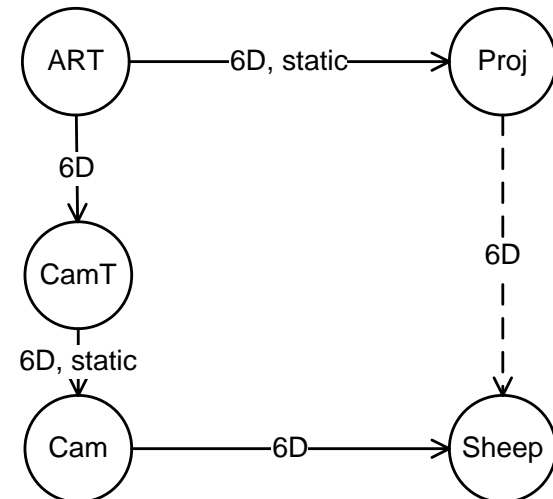 ART
6D, static
Proj
6D
CamT
6D
6D, static
Cam
6D
Sheep